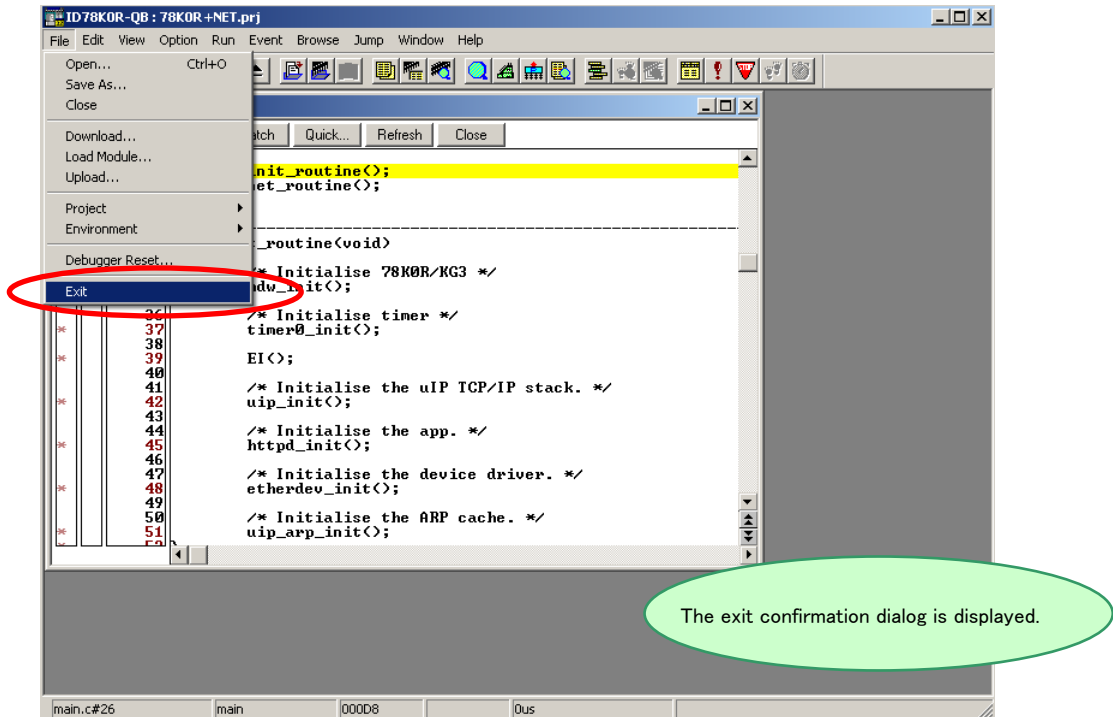 ID78K0R-QB : 78K0R+NET.prj
File Edit View Option Run Event Browse Jump Window Help
Open... Ctrl+O
Save As...
Close
Download...
Load Module...
Upload...
Project
Environment
Debugger Reset...
Exit
Quick... Refresh Close
nit_routine();
et_routine();
_routine(void)
/* Initialise 78K0R/KG3 */
hdw_init();
36 /* Initialise timer */
* 37 timer0_init();
38
* 39 EI();
40
41 /* Initialise the uIP TCP/IP stack. */
* 42 uip_init();
43
44 /* Initialise the app. */
* 45 httpd_init();
46
47 /* Initialise the device driver. */
* 48 etherdev_init();
49
50 /* Initialise the ARP cache. */
* 51 uip_arp_init();
The exit confirmation dialog is displayed.
main.c#26 main 000D8 0us